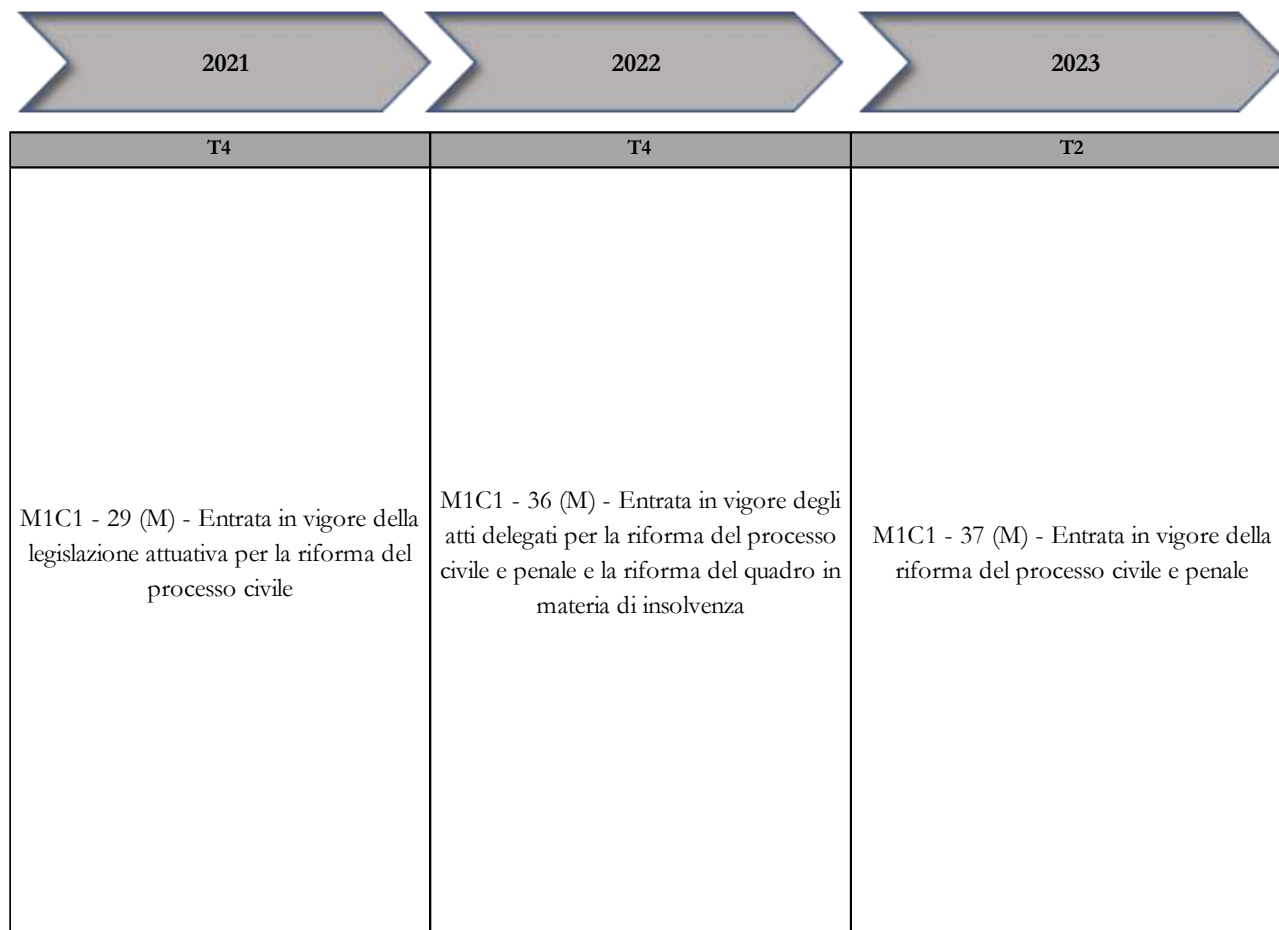 2021
2022
2023
T4
T4
T2
M1C1 - 29 (M) - Entrata in vigore della
legislazione attuativa per la riforma del
processo civile
M1C1 - 36 (M) - Entrata in vigore degli
atti delegati per la riforma del processo
civile e penale e la riforma del quadro in
materia di insolvenza
M1C1 - 37 (M) - Entrata in vigore della
riforma del processo civile e penale